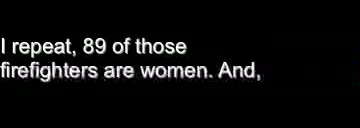 I repeat, 89 of those
firefighters are women. And,